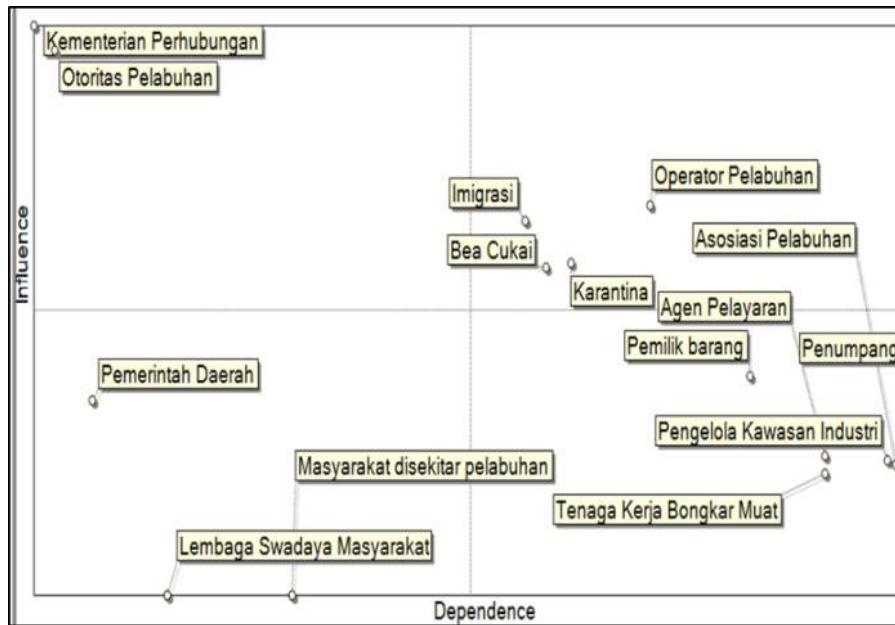 Kementerian Perhubungan
Otoritas Pelabuhan
Operator Pelabuhan
Imigrasi
Asosiasi Pelabuhan
Bea Cukai
Karantina
Agen Pelayaran
Pemilik barang
Penumpang
Pemerintah Daerah
Pengelola Kawasan Industri
Masyarakat disekitar pelabuhan
Tenaga Kerja Bongkar Muat
Lembaga Swadaya Masyarakat
Influence
Dependence